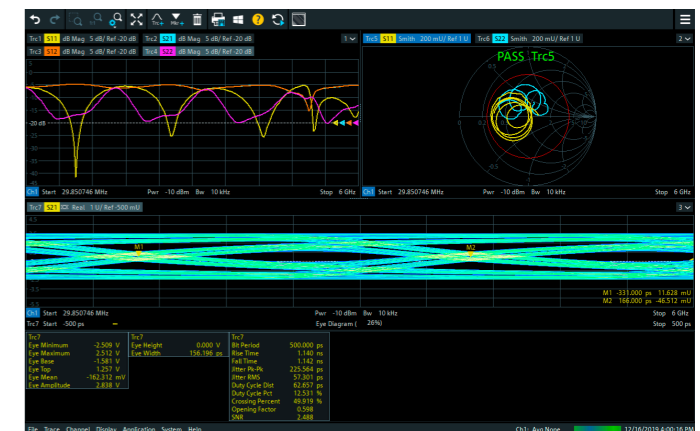 Trc+ Mkr+
Trc1 S11 dB Mag 5 dB/ Ref -20 dB Trc2 S21 dB Mag 5 dB/ Ref -20 dB 1
Trc3 S12 dB Mag 5 dB/ Ref -20 dB Trc4 S22 dB Mag 5 dB/ Ref -20 dB
-20 dB
Ch1 Start 29.850746 MHz Pwr -10 dBm Bw 10 kHz Stop 6 GHz
Trc5 S11 Smith 200 mU/ Ref 1 U Trc6 S22 Smith 200 mU/ Ref 1 U 2
PASS Trc5
Ch1 Start 29.850746 MHz Pwr -10 dBm Bw 10 kHz Stop 6 GHz
Trc7 S21 Real 1 U/ Ref -500 mU 3
M1 M2
M1 -331.000 ps 11.628 mU
M2 166.000 ps -46.512 mU
Ch1 Start 29.850746 MHz Pwr -10 dBm Bw 10 kHz Stop 6 GHz
Trc7 Start -500 ps Eye Diagram ( 26%) Stop 500 ps
Trc7
Eye Minimum -2.509 V
Eye Maximum 2.512 V
Eye Base -1.581 V
Eye Top 1.257 V
Eye Mean -162.312 mV
Eye Amplitude 2.838 V
Trc7
Eye Height 0.000 V
Eye Width 156.196 ps
Trc7
Bit Period 500.000 ps
Rise Time 1.140 ns
Fall Time 1.142 ns
Jitter Pk-Pk 225.564 ps
Jitter RMS 57.301 ps
Duty Cycle Dist 62.657 ps
Duty Cycle Pct 12.531 %
Crossing Percent 49.919 %
Opening Factor 0.598
SNR 2.488
File Trace Channel Display Application System Help Ch1: Avg None 12/16/2019 4:00:16 PM